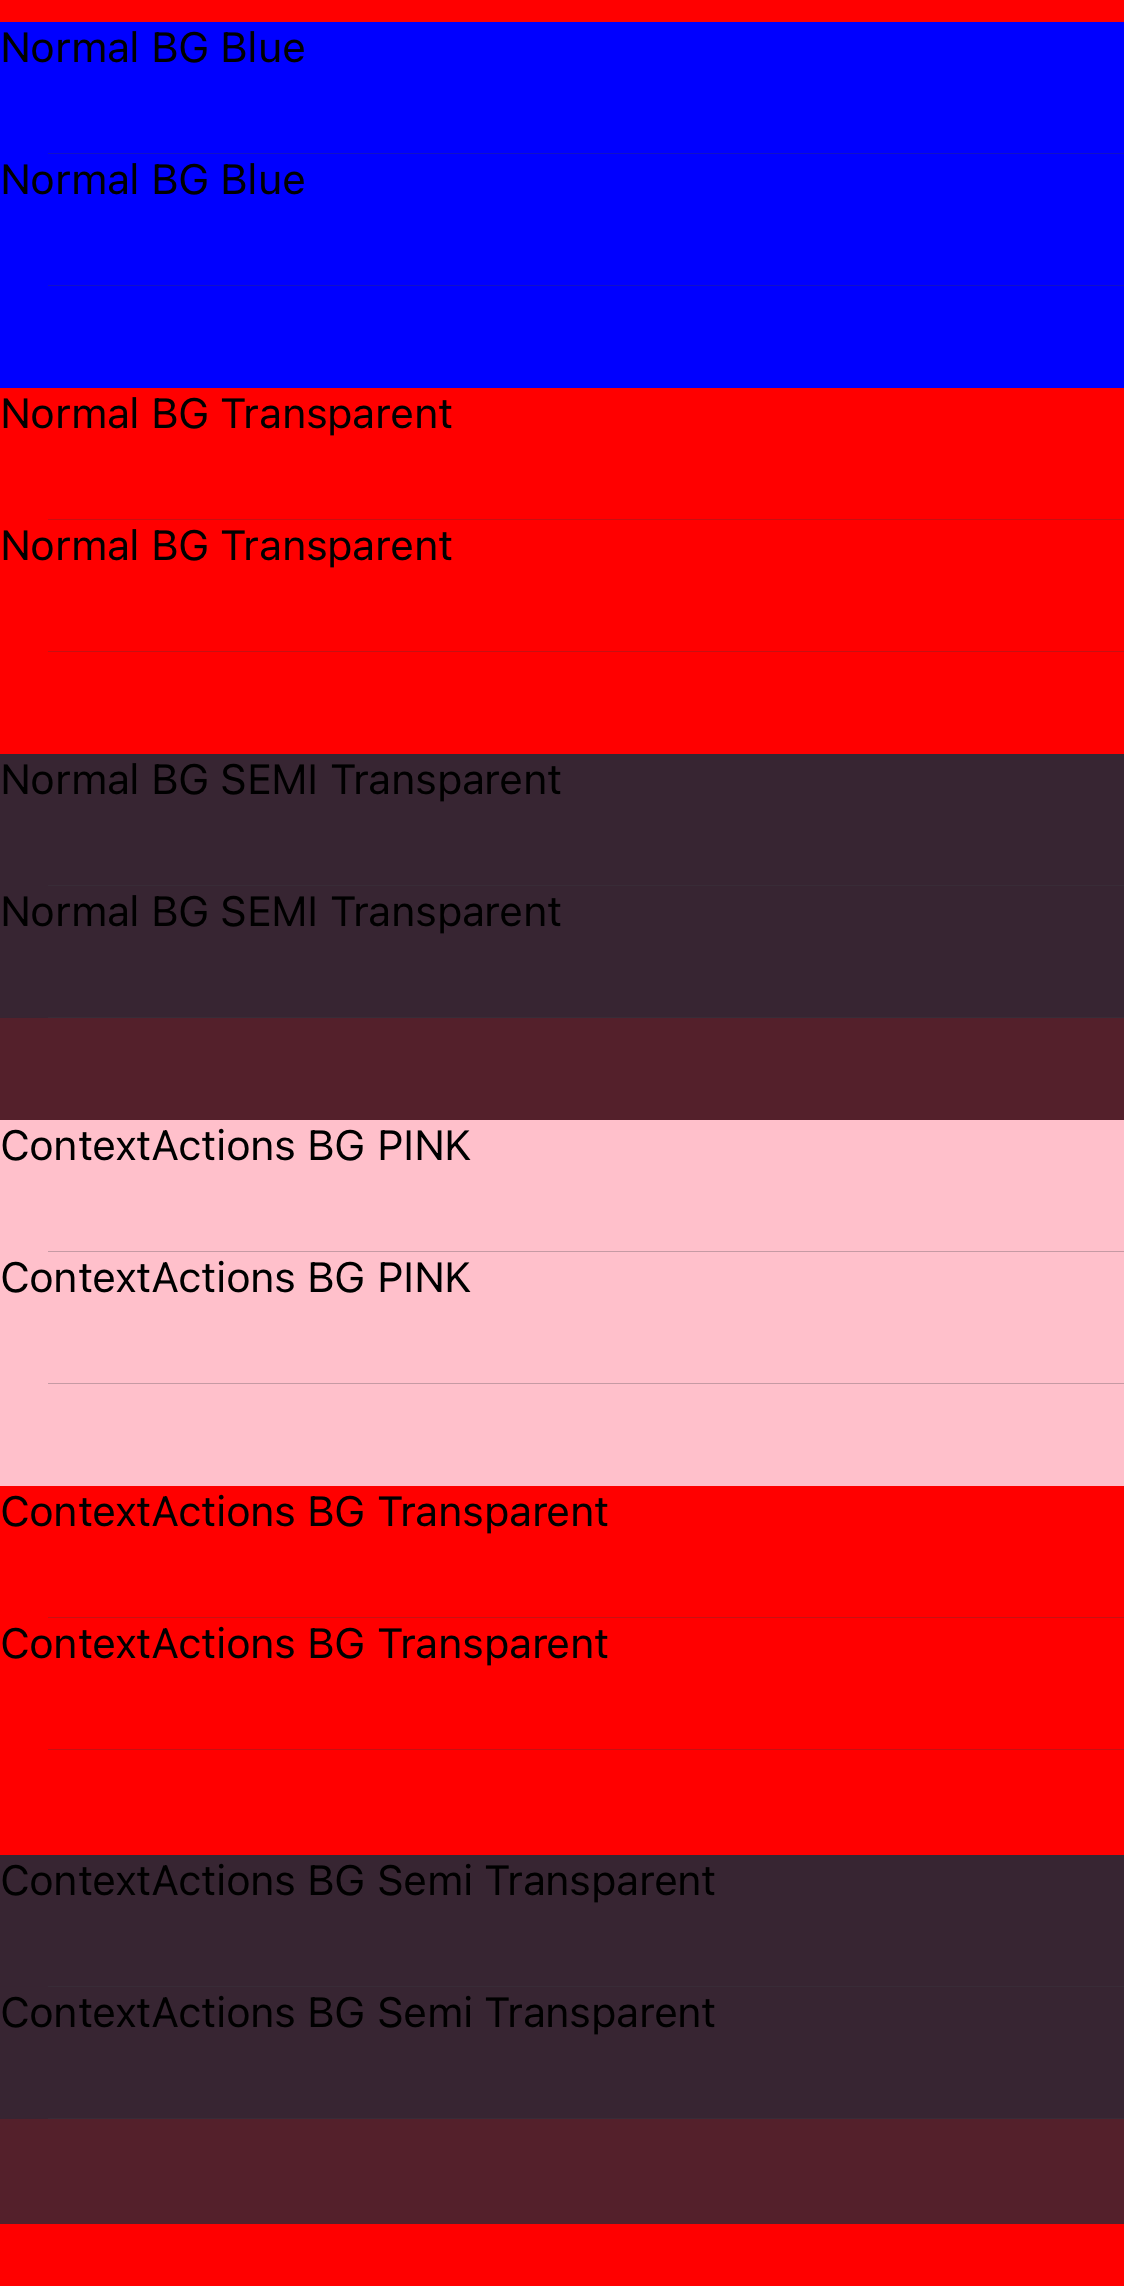 Normal BG Blue
Normal BG Blue
Normal BG Transparent
Normal BG Transparent
Normal BG SEMI Transparent
Normal BG SEMI Transparent
ContextActions BG PINK
ContextActions BG PINK
ContextActions BG Transparent
ContextActions BG Transparent
ContextActions BG Semi Transparent
ContextActions BG Semi Transparent